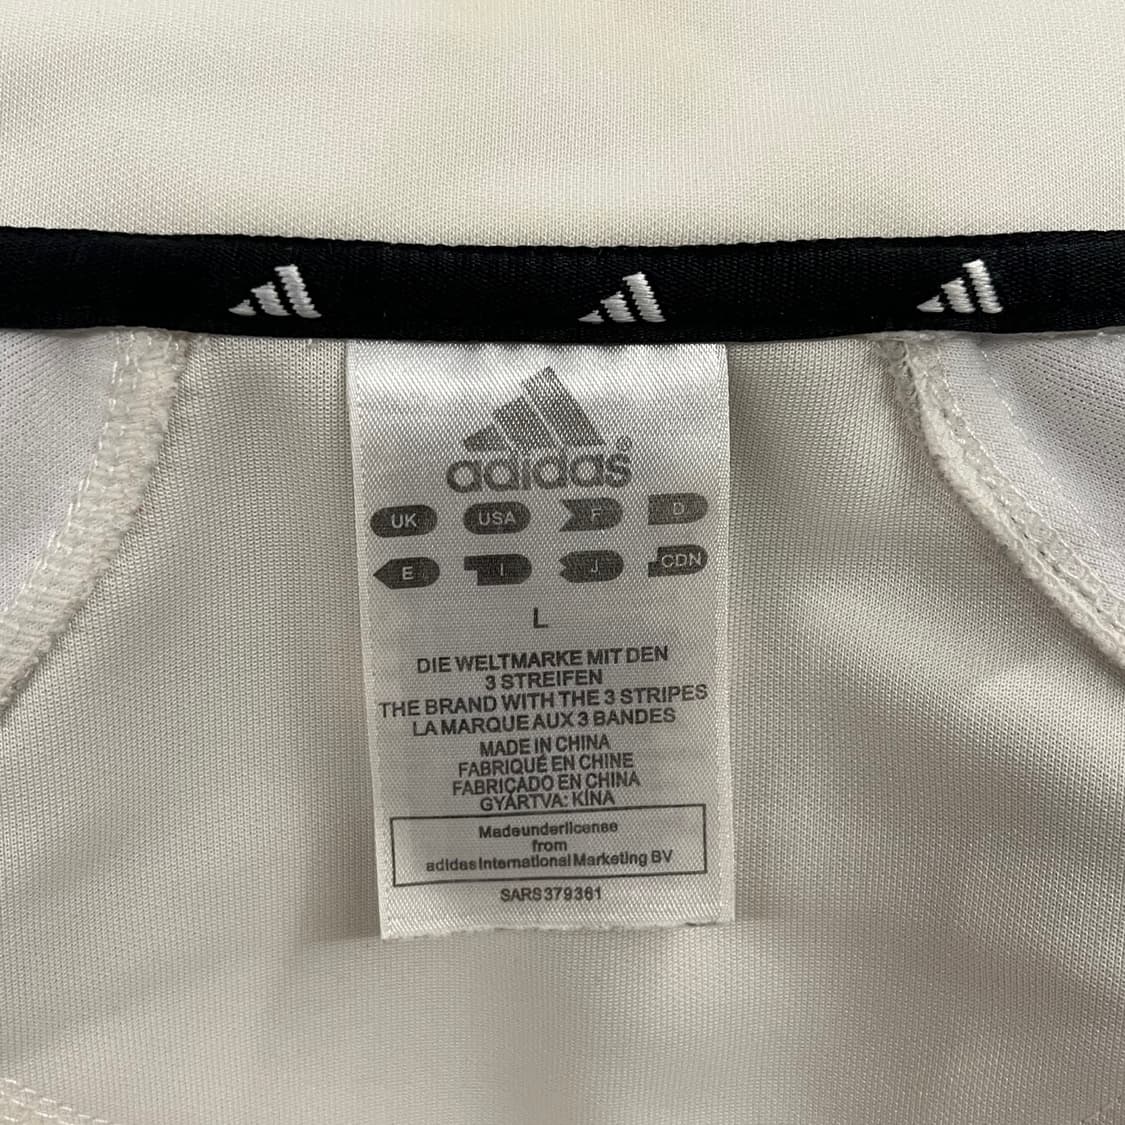 adidas®
UK USA F D
E I J CDN
L
DIE WELTMARKE MIT DEN
3 STREIFEN
THE BRAND WITH THE 3 STRIPES
LA MARQUE AUX 3 BANDES
MADE IN CHINA
FABRIQUÉ EN CHINE
FABRICADO EN CHINA
GYÁRTVA: KÍNA
Madeunderlicense
from
adidas International Marketing BV
SARS379361